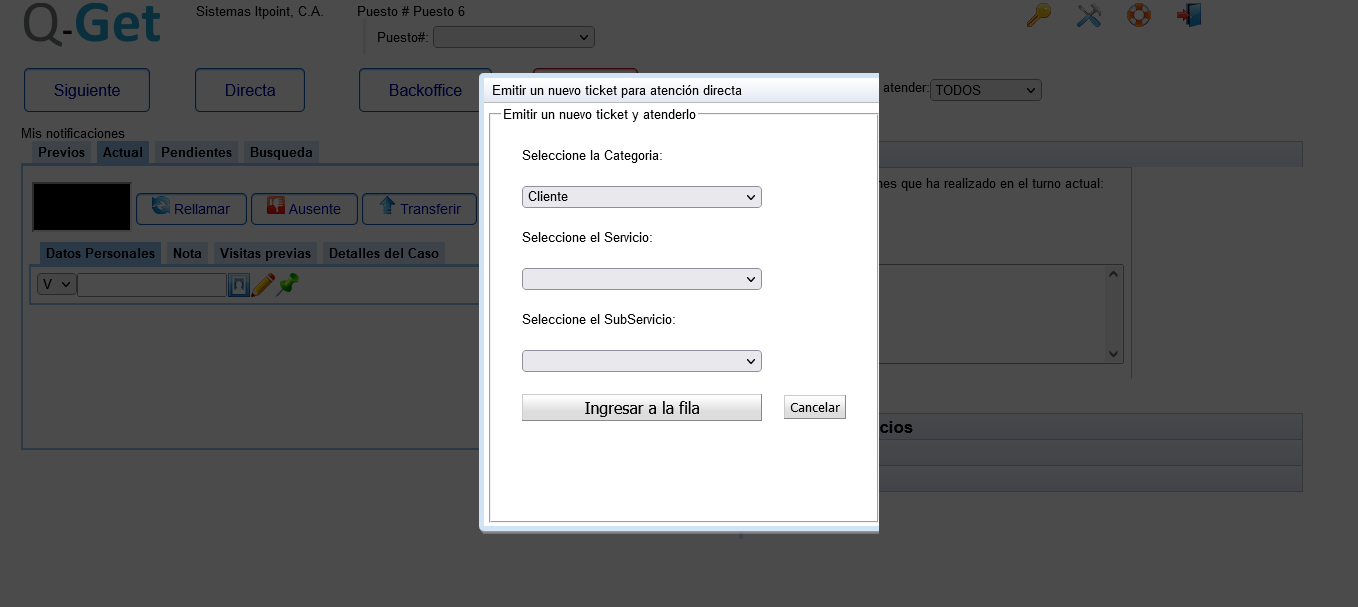 Q-Get
Sistemas Itpoint, C.A.
Puesto # Puesto 6
Puesto#:
Siguiente
Directa
Backoffice
atender: TODOS
Mis notificaciones
Previos
Actual
Pendientes
Busqueda
Rellamar
Ausente
Transferir
Datos Personales
Nota
Visitas previas
Detalles del Caso
V
Emitir un nuevo ticket para atención directa
Emitir un nuevo ticket y atenderlo
Seleccione la Categoria:
Cliente
Seleccione el Servicio:
Seleccione el SubServicio:
Ingresar a la fila
Cancelar
nes que ha realizado en el turno actual:
cios